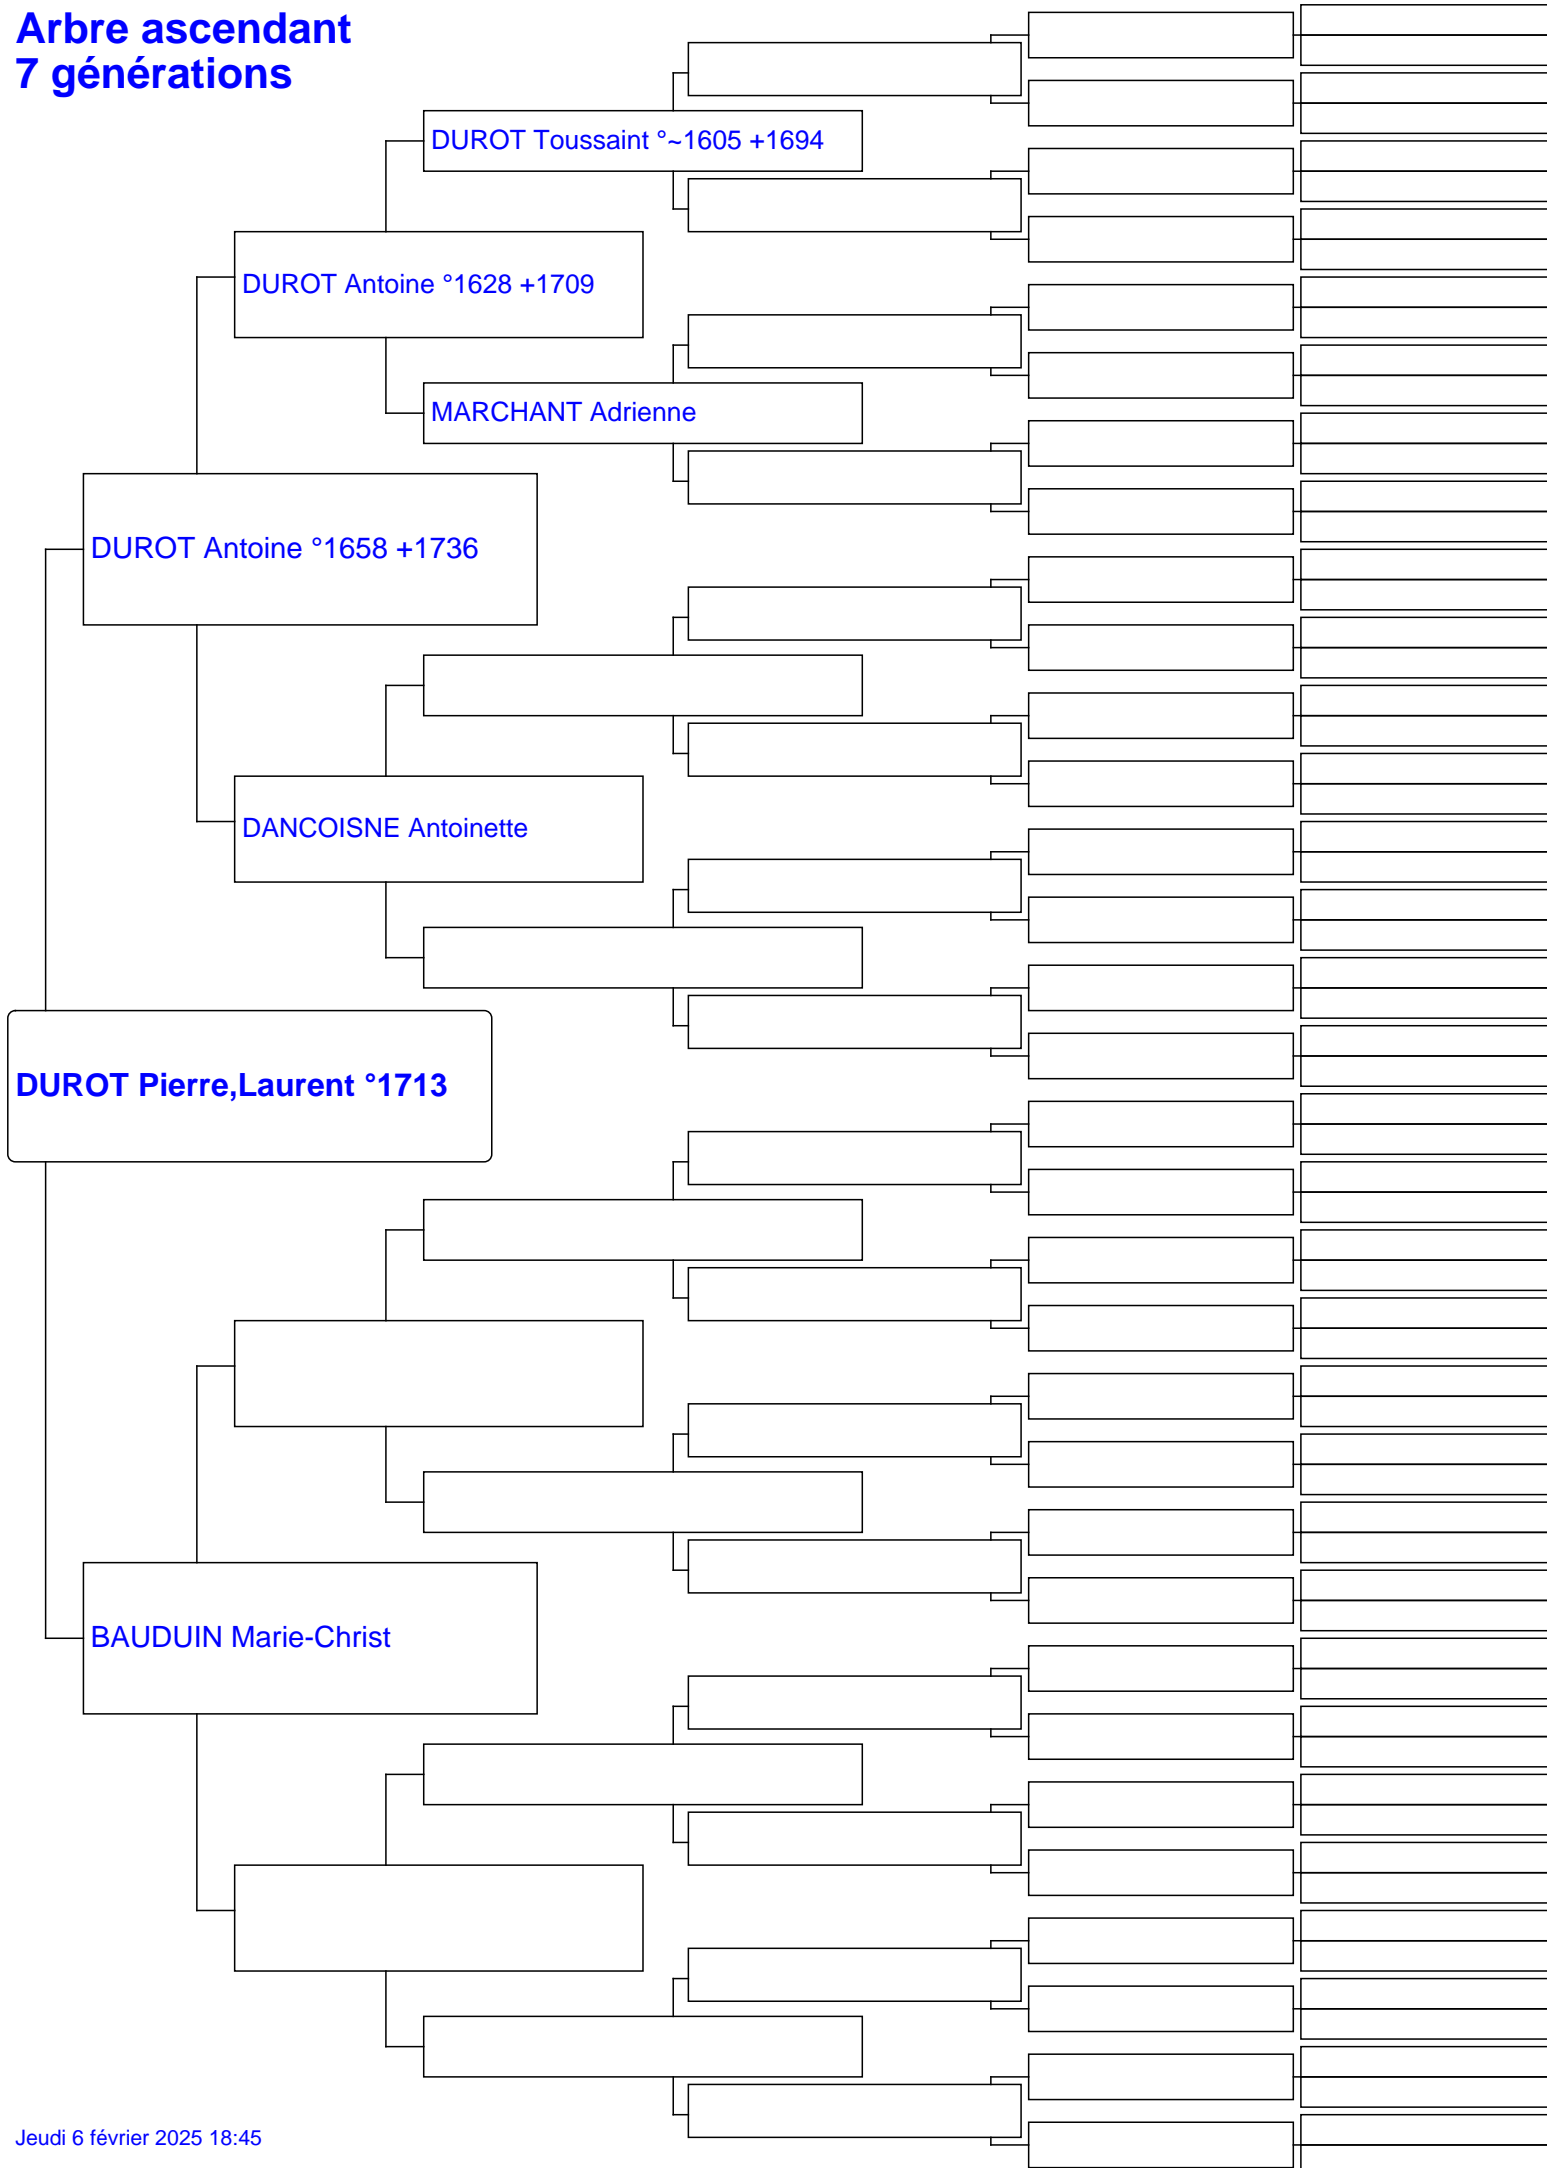 Arbre ascendant
7 générations
DUROT Toussaint °~1605 +1694
DUROT Antoine °1628 +1709
MARCHANT Adrienne
DUROT Antoine °1658 +1736
DANCOISNE Antoinette
DUROT Pierre,Laurent °1713
BAUDUIN Marie-Christ
Jeudi 6 février 2025 18:45